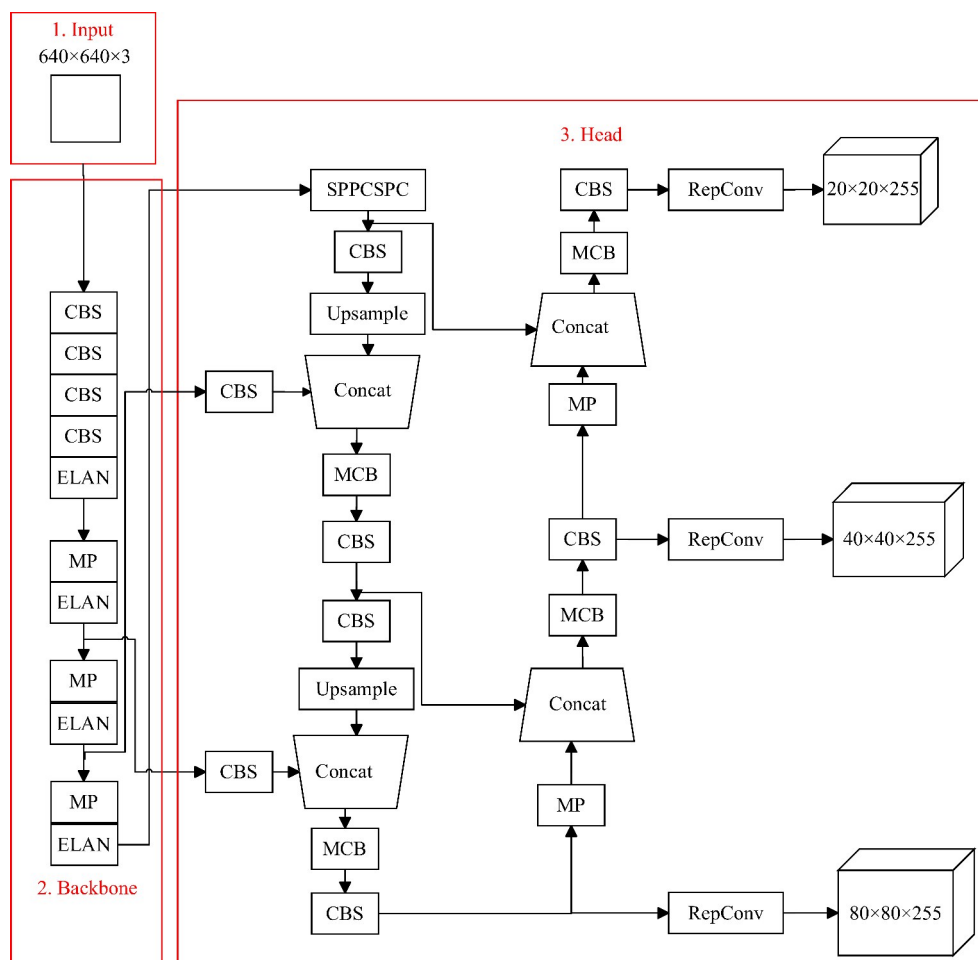 1. Input
640×640×3
CBS
CBS
CBS
CBS
ELAN
MP
ELAN
MP
ELAN
MP
ELAN
2. Backbone
3. Head
SPPCSPC
CBS
Upsample
CBS
Concat
MCB
CBS
CBS
Upsample
CBS
Concat
MCB
CBS
CBS
RepConv
20×20×255
MCB
Concat
MP
CBS
RepConv
40×40×255
MCB
Concat
MP
RepConv
80×80×255